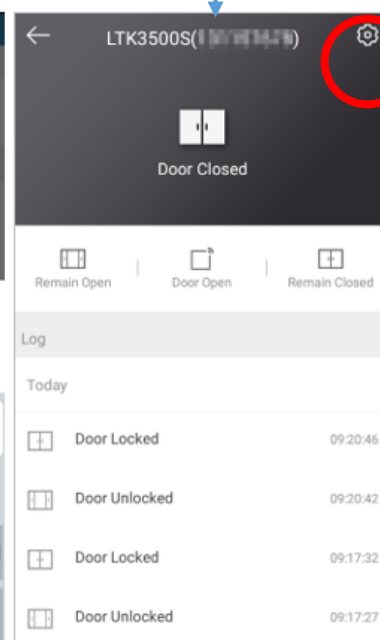 LTK3500S( )
Door Closed
Remain Open Door Open Remain Closed
Log
Today
Door Locked 09:20:46
Door Unlocked 09:20:42
Door Locked 09:17:32
Door Unlocked 09:17:27